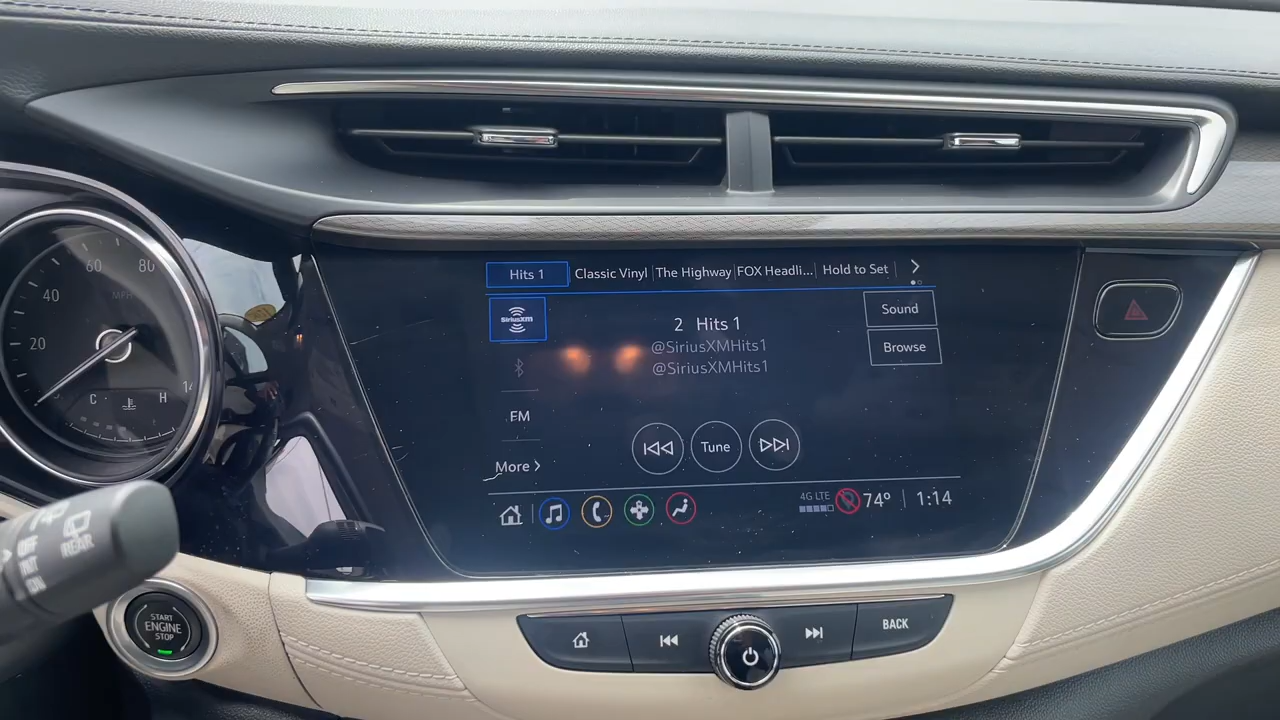 Hits 1 Classic Vinyl The Highway FOX Headli... Hold to Set
SiriusXM
2 Hits 1
@SiriusXMHits1
@SiriusXMHits1
Sound
Browse
FM
More
Tune
4G LTE
74° 1:14
20
40
60
80
MPH
C H
REAR
OFF
INT
ON
START
ENGINE
STOP
BACK